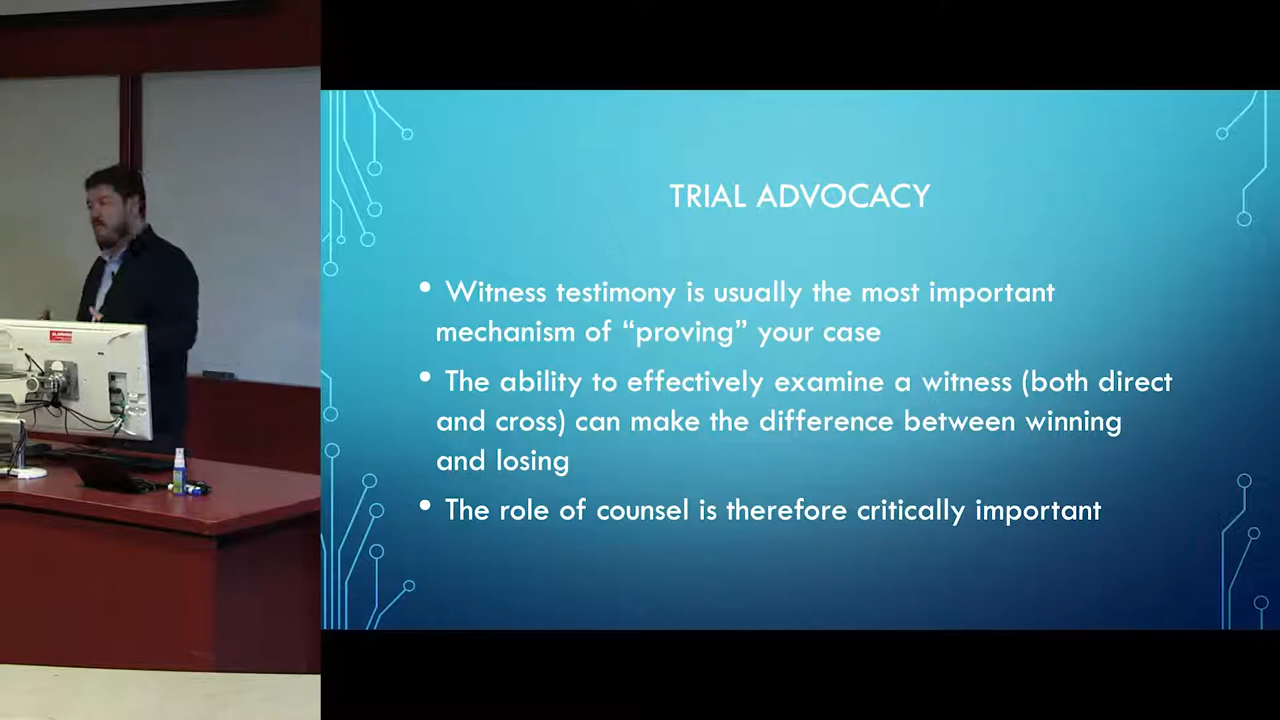 TRIAL ADVOCACY
• Witness testimony is usually the most important
mechanism of “proving” your case
• The ability to effectively examine a witness (both direct
and cross) can make the difference between winning
and losing
• The role of counsel is therefore critically important